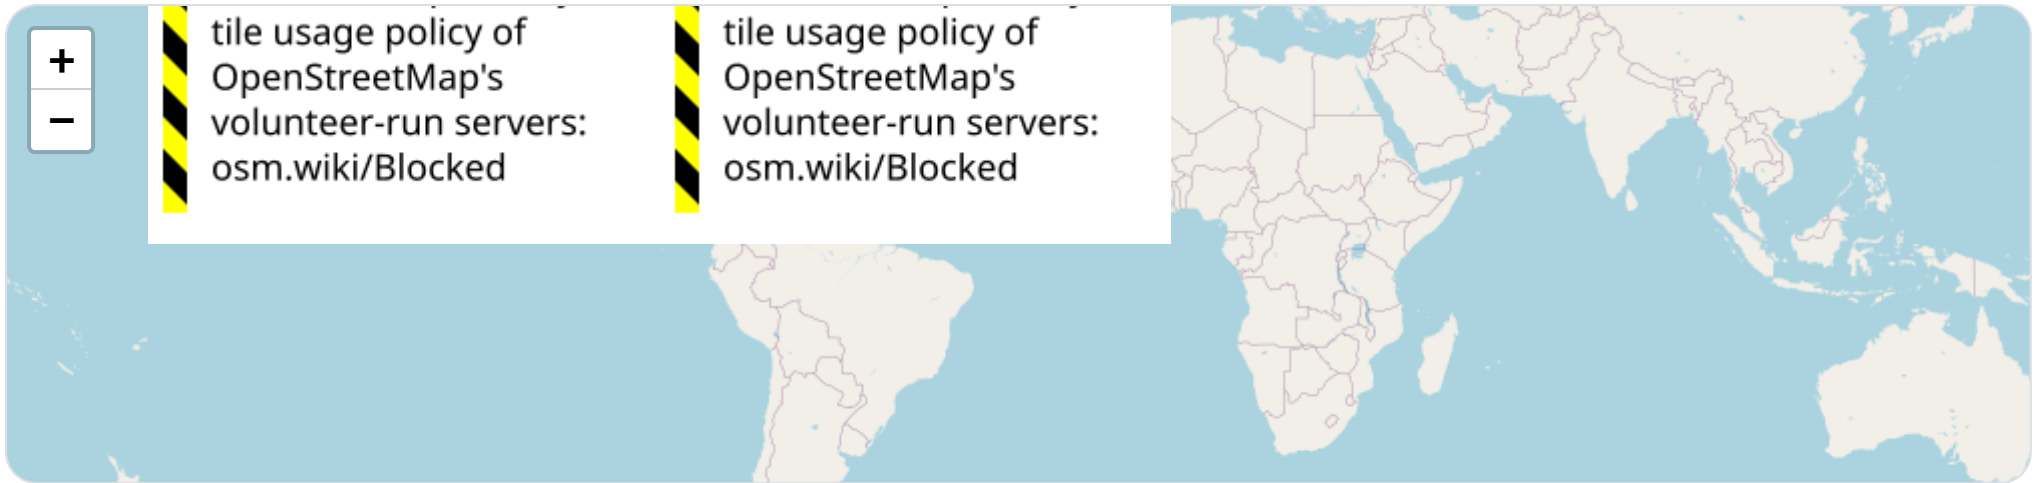 +
−
tile usage policy of
OpenStreetMap's
volunteer-run servers:
osm.wiki/Blocked
tile usage policy of
OpenStreetMap's
volunteer-run servers:
osm.wiki/Blocked